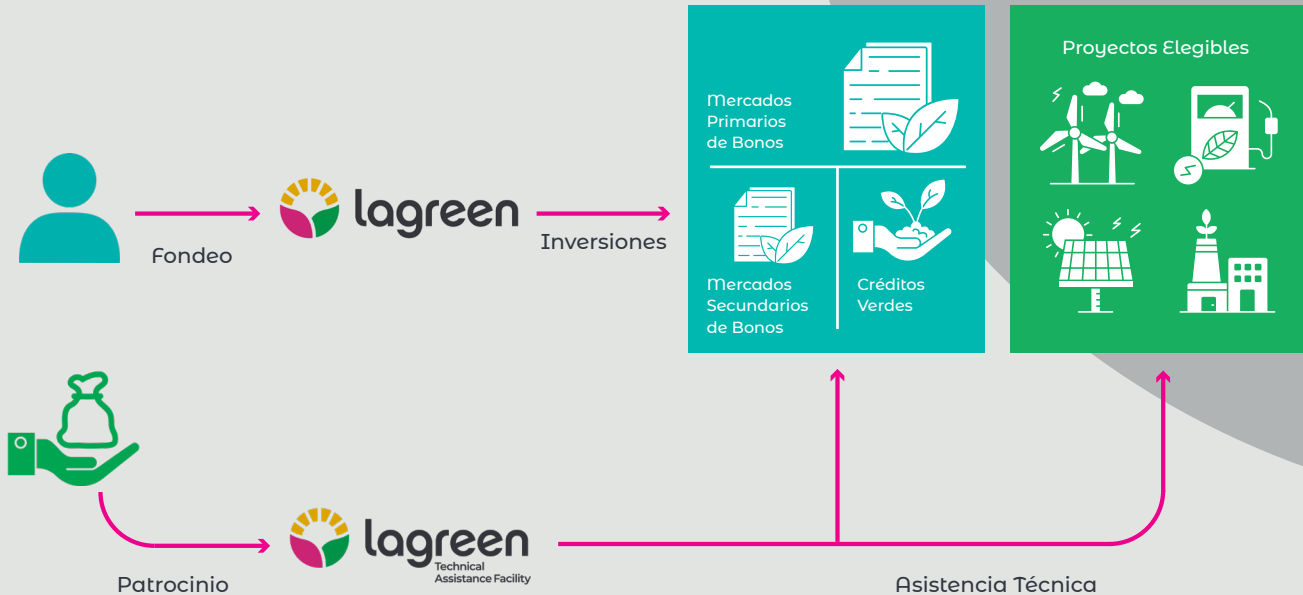 Fondeo
lagreen
Inversiones
Mercados
Primarios
de Bonos
Mercados
Secundarios
de Bonos
Créditos
Verdes
Proyectos Elegibles
Patrocinio
lagreen
Technical
Assistance Facility
Asistencia Técnica